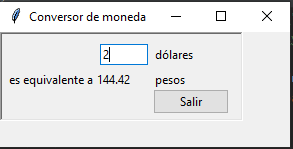 Conversor de moneda
2 dólares
es equivalente a 144.42 pesos
Salir